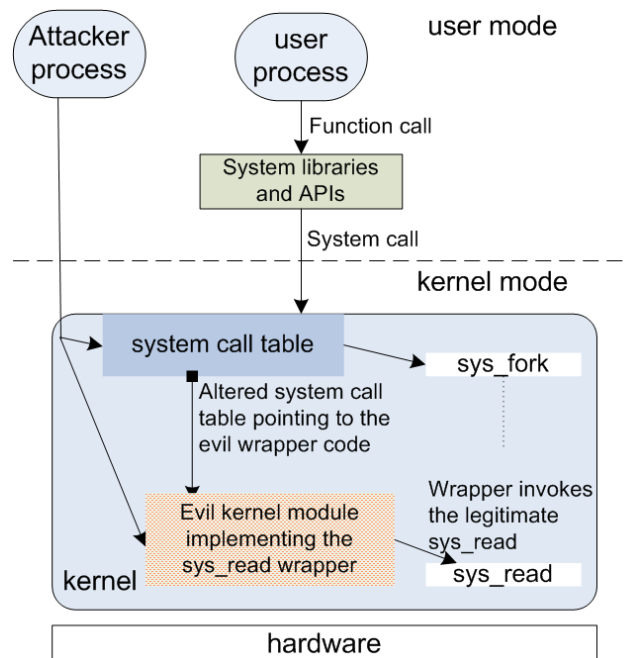 Attacker
process
user
process
user mode
Function call
System libraries
and APIs
System call
kernel mode
system call table
sys_fork
Altered system call
table pointing to the
evil wrapper code
Wrapper invokes
the legitimate
sys_read
Evil kernel module
implementing the
sys_read wrapper
sys_read
kernel
hardware